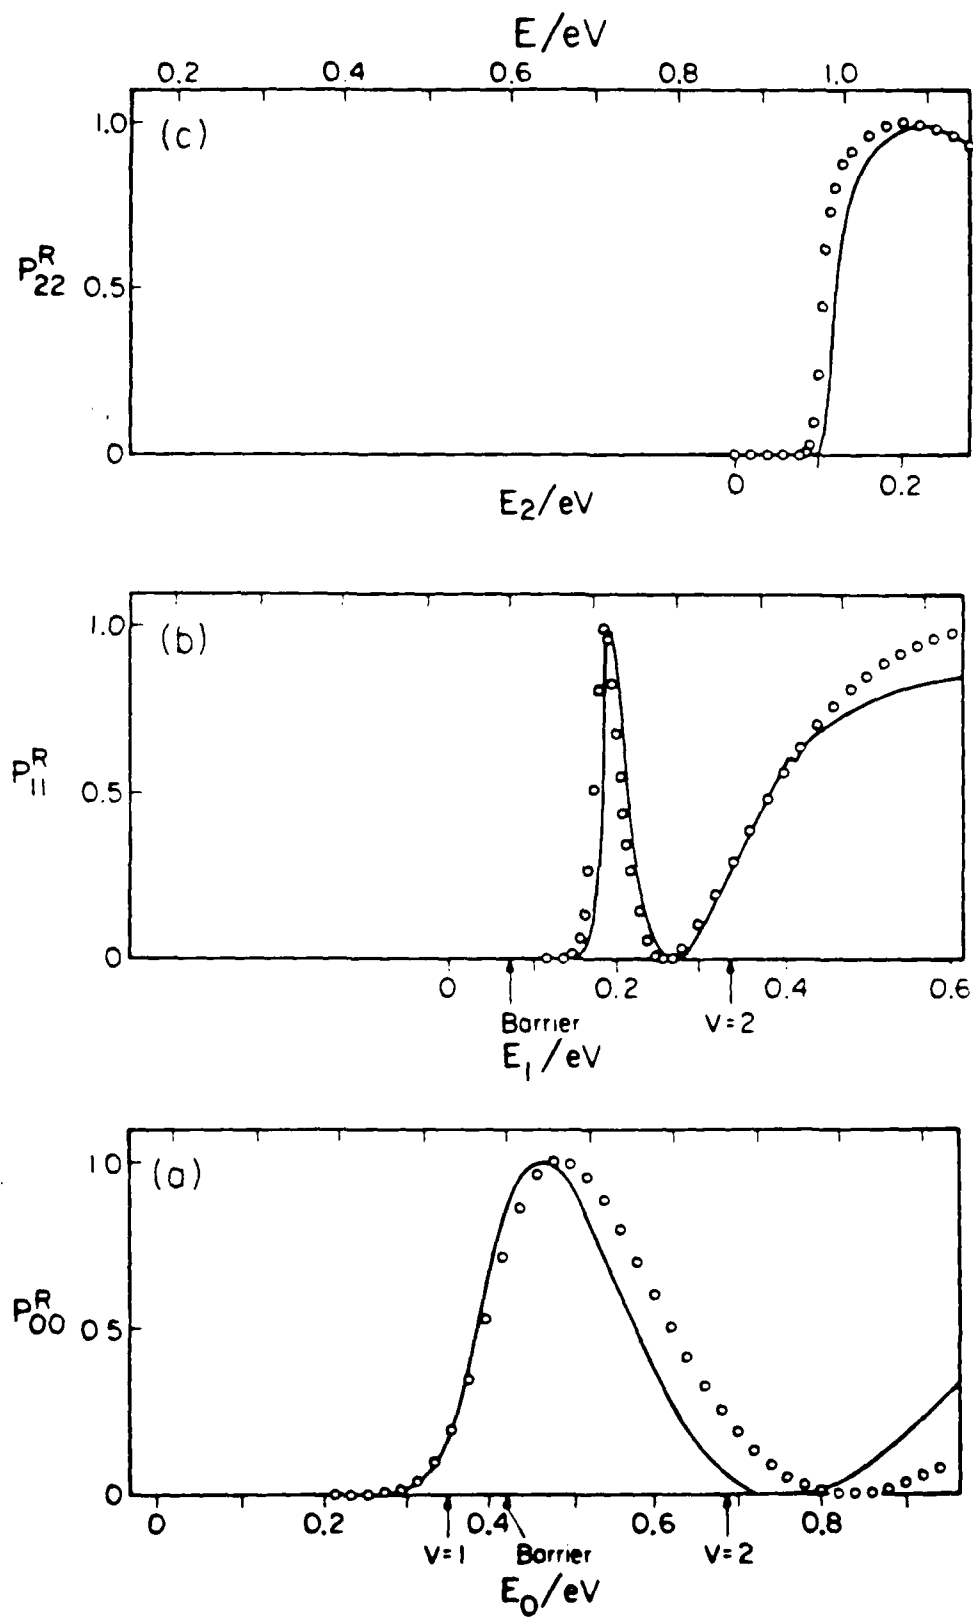 E/eV
0.2 0.4 0.6 0.8 1.0
1.0
(c)
P^R_22 0.5
0
0 0.2
E2/eV
1.0
(b)
P^R_11
0.5
0
0 0.2 0.4 0.6
Barrier V=2
E1/eV
1.0
(a)
P^R_00
0.5
0
0 0.2 0.4 0.6 0.8
V=1 Barrier V=2
E0/eV